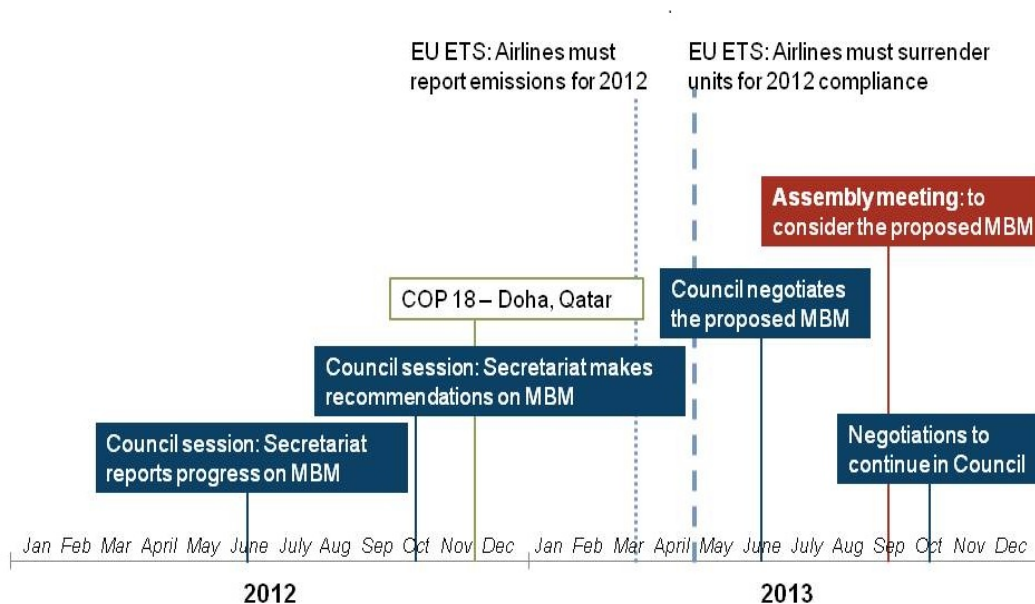 EU ETS: Airlines must
report emissions for 2012
EU ETS: Airlines must surrender
units for 2012 compliance
Assembly meeting: to
consider the proposed MBM
COP 18 – Doha, Qatar
Council negotiates
the proposed MBM
Council session: Secretariat makes
recommendations on MBM
Council session: Secretariat
reports progress on MBM
Negotiations to
continue in Council
Jan Feb Mar April May June July Aug Sep Oct Nov Dec Jan Feb Mar April May June July Aug Sep Oct Nov Dec
2012 2013